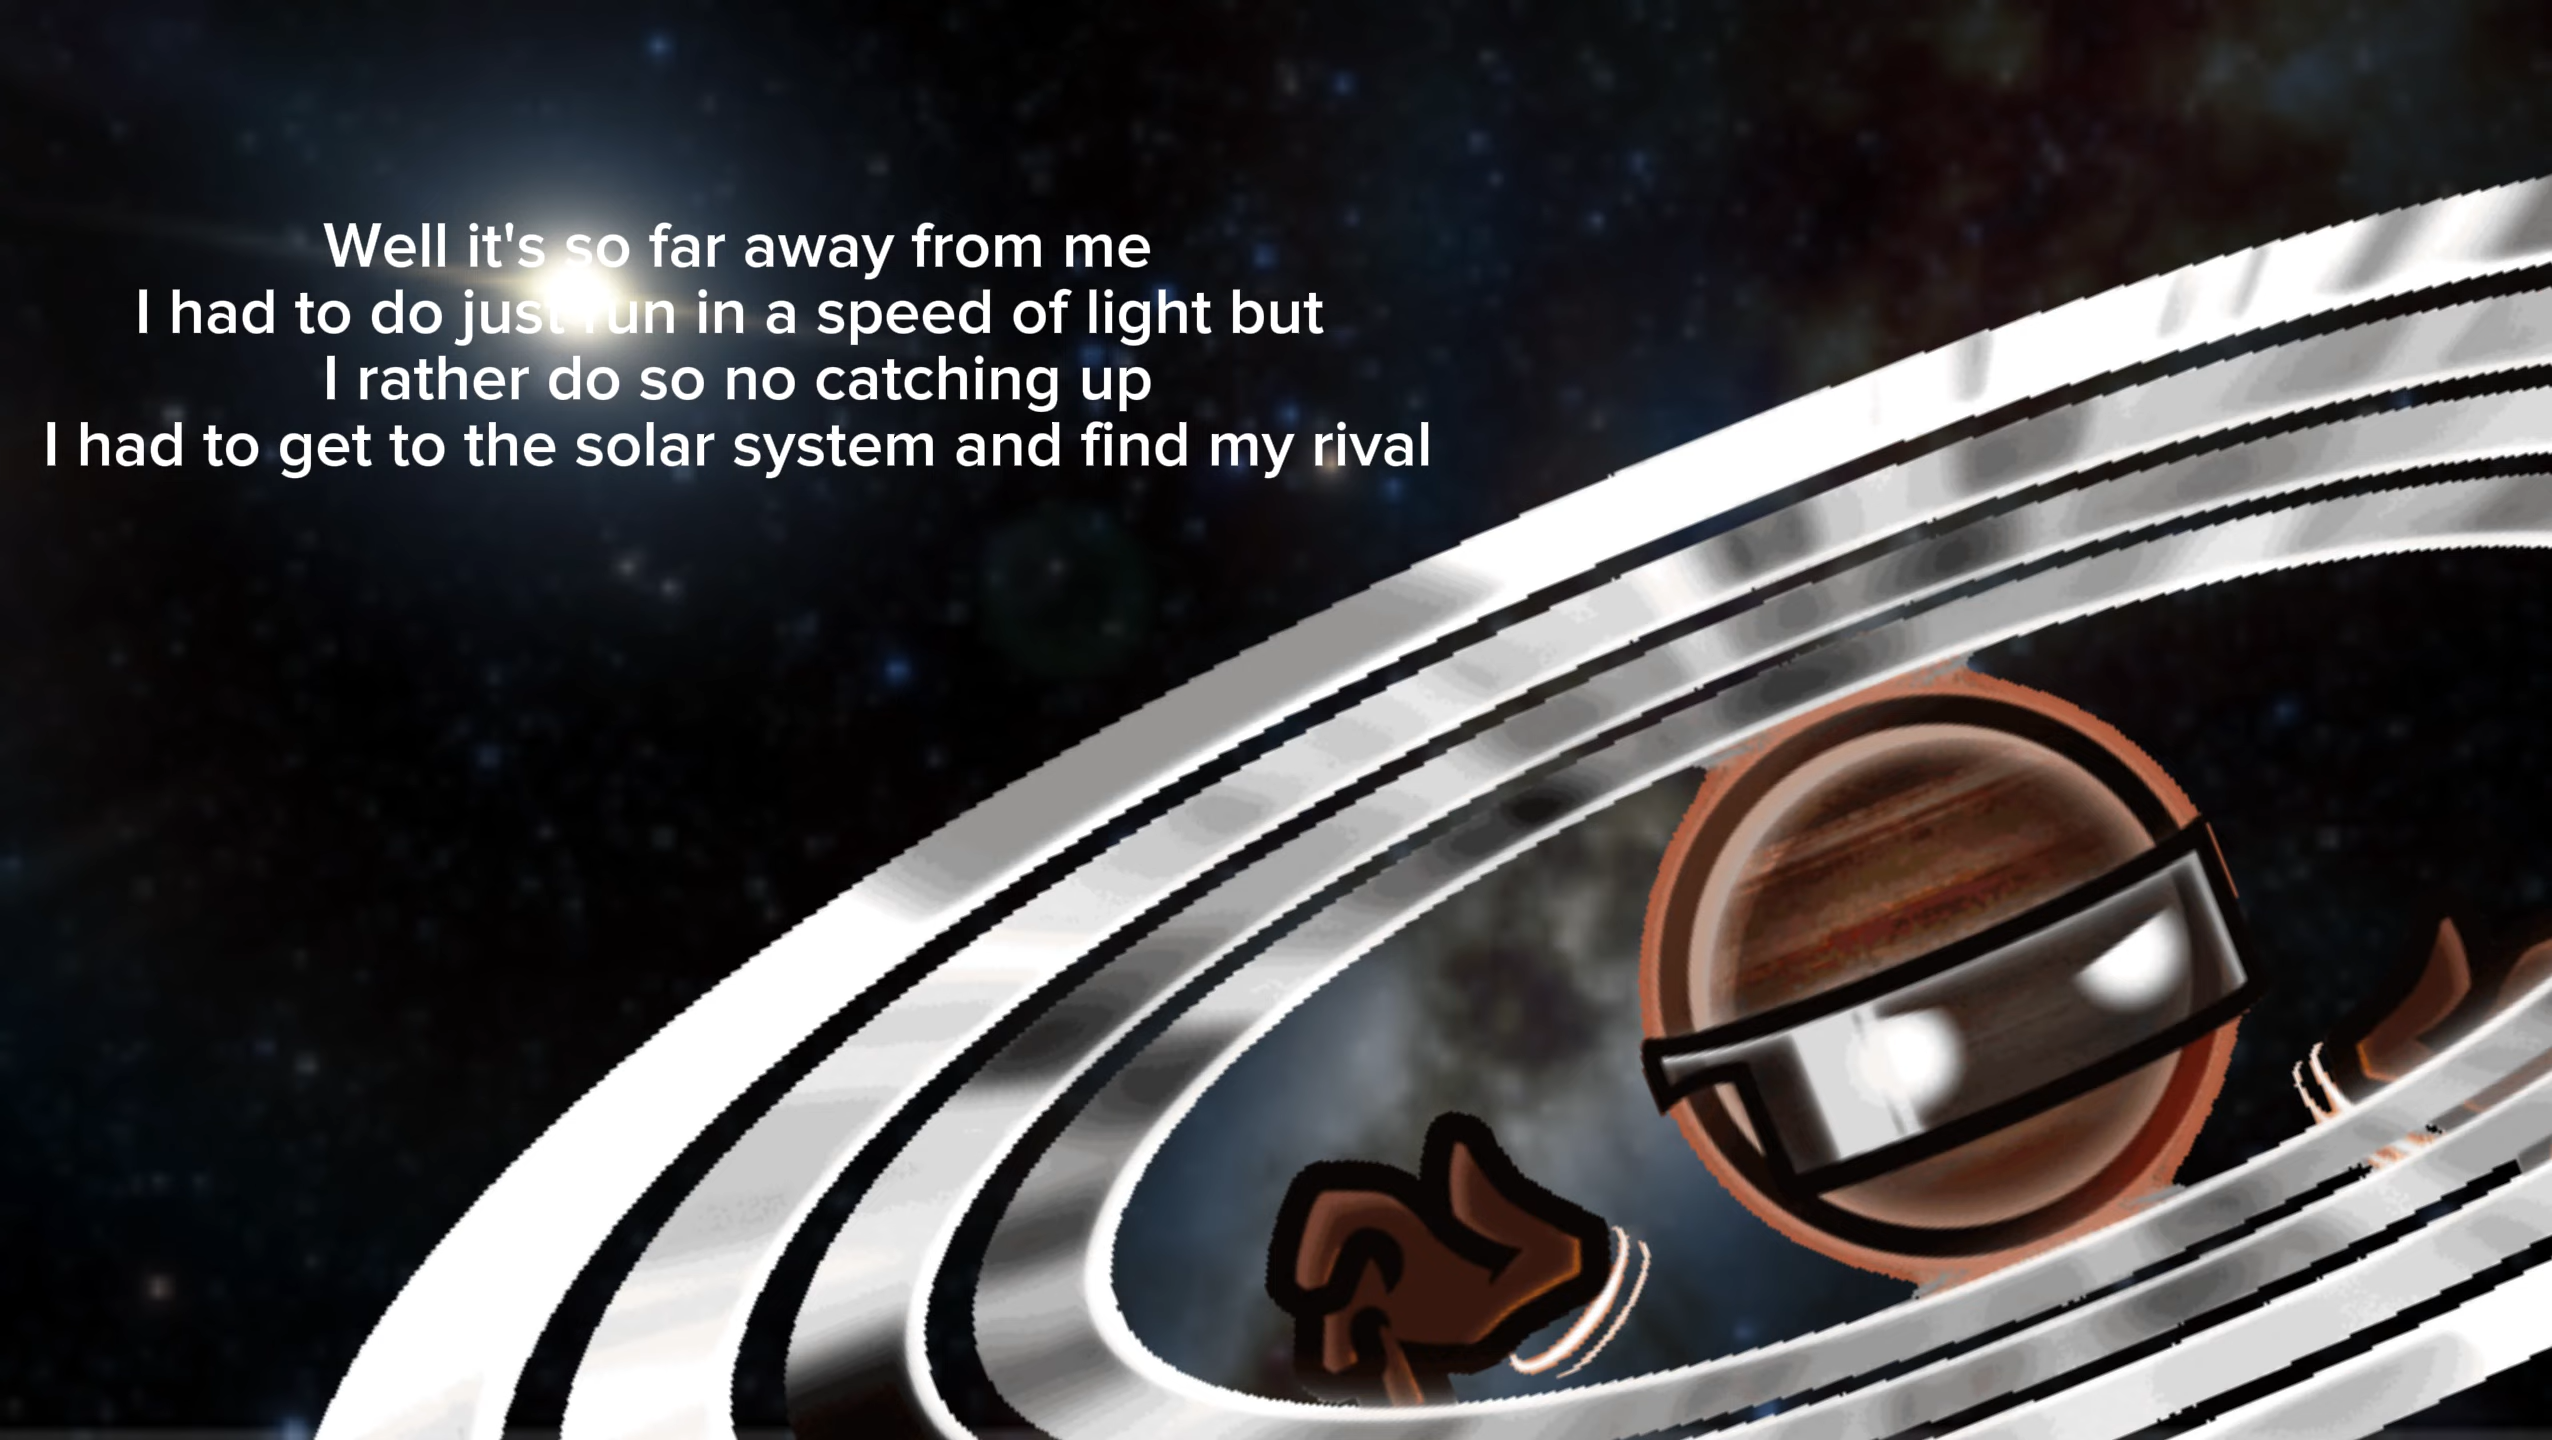 Well it's so far away from me
I had to do just run in a speed of light but
I rather do so no catching up
I had to get to the solar system and find my rival